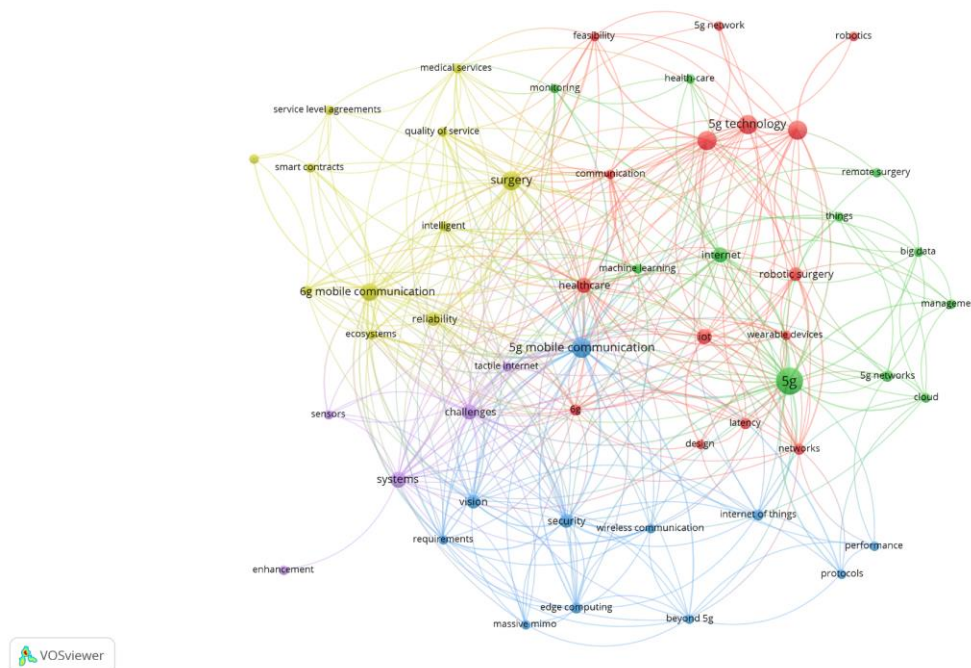 5g network
feasibility
robotics
medical services
health-care
monitoring
service level agreements
5g technology
quality of service
smart contracts
communication
remote surgery
surgery
things
intelligent
big data
internet
machine learning
robotic surgery
healthcare
6g mobile communication
manageme
reliability
ecosystems
wearable devices
iot
5g mobile communication
tactile internet
5g networks
5g
cloud
sensors
challenges
6g
latency
design
networks
systems
vision
internet of things
security
wireless communication
requirements
performance
enhancement
protocols
edge computing
beyond 5g
massive mimo
VOSviewer